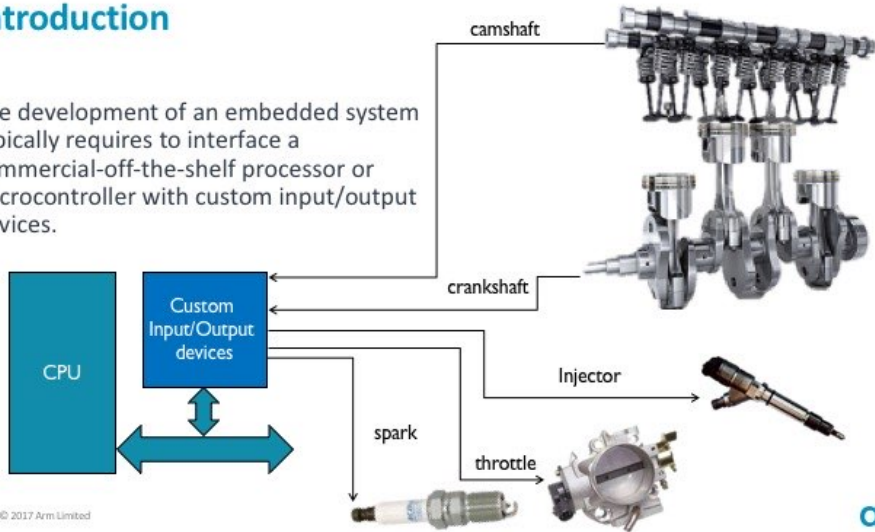 ntroduction
e development of an embedded system
pically requires to interface a
mmercial-off-the-shelf processor or
crocontroller with custom input/output
vices.
camshaft
crankshaft
Custom
Input/Output
devices
CPU
Injector
spark
throttle
© 2017 Arm Limited